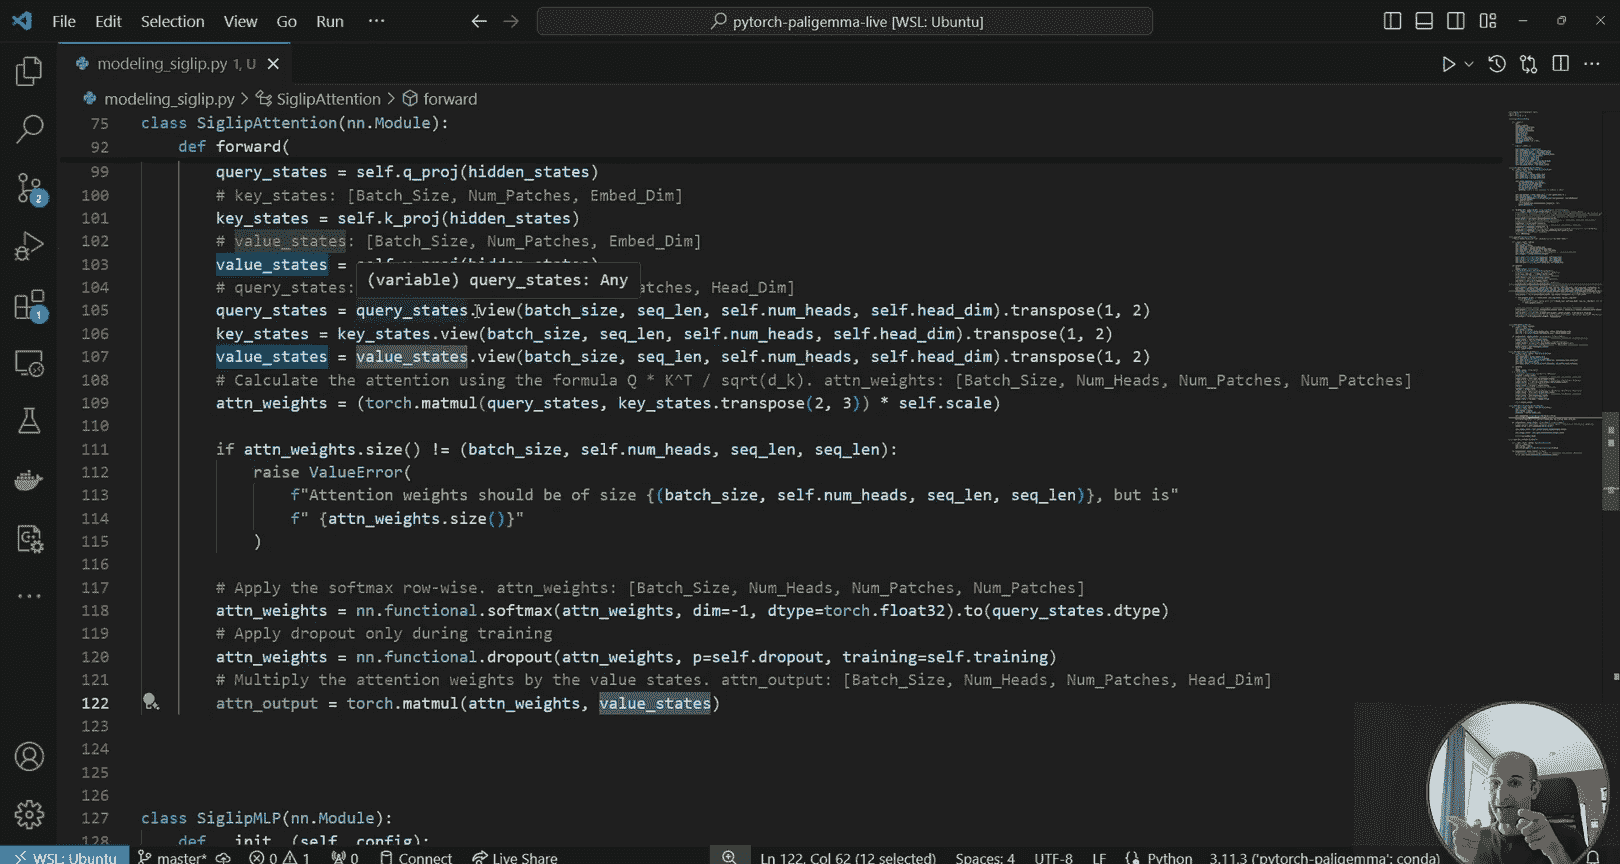 File Edit Selection View Go Run ··· pytorch-paligemma-live [WSL: Ubuntu]
modeling_siglip.py 1, U
modeling_siglip.py > SiglipAttention > forward
75 class SiglipAttention(nn.Module):
92 def forward(
99 query_states = self.q_proj(hidden_states)
100 # key_states: [Batch_Size, Num_Patches, Embed_Dim]
101 key_states = self.k_proj(hidden_states)
102 # value_states: [Batch_Size, Num_Patches, Embed_Dim]
103 value_states =
(variable) query_states: Any
104 # query_states: atches, Head_Dim]
105 query_states = query_states.view(batch_size, seq_len, self.num_heads, self.head_dim).transpose(1, 2)
106 key_states = key_states.view(batch_size, seq_len, self.num_heads, self.head_dim).transpose(1, 2)
107 value_states = value_states.view(batch_size, seq_len, self.num_heads, self.head_dim).transpose(1, 2)
108 # Calculate the attention using the formula Q * K^T / sqrt(d_k). attn_weights: [Batch_Size, Num_Heads, Num_Patches, Num_Patches]
109 attn_weights = (torch.matmul(query_states, key_states.transpose(2, 3)) * self.scale)
110
111 if attn_weights.size() != (batch_size, self.num_heads, seq_len, seq_len):
112 raise ValueError(
113 f"Attention weights should be of size {(batch_size, self.num_heads, seq_len, seq_len)}, but is"
114 f" {attn_weights.size()}"
115 )
116
117 # Apply the softmax row-wise. attn_weights: [Batch_Size, Num_Heads, Num_Patches, Num_Patches]
118 attn_weights = nn.functional.softmax(attn_weights, dim=-1, dtype=torch.float32).to(query_states.dtype)
119 # Apply dropout only during training
120 attn_weights = nn.functional.dropout(attn_weights, p=self.dropout, training=self.training)
121 # Multiply the attention weights by the value states. attn_output: [Batch_Size, Num_Heads, Num_Patches, Head_Dim]
122 attn_output = torch.matmul(attn_weights, value_states)
123
124
125
126
127 class SiglipMLP(nn.Module):
128 def __init__(self, config):
2
1
WSL: Ubuntu master* 0 1 0 Connect Live Share Ln 122, Col 62 (12 selected) Spaces: 4 UTF-8 LF Python 3.11.3 ('pytorch-paligemma': conda)